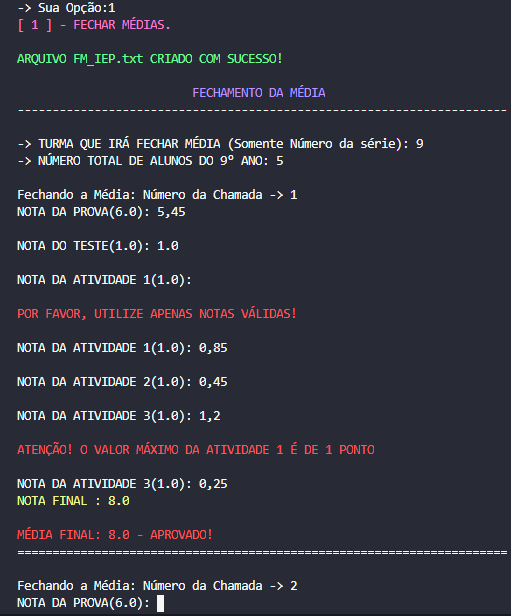 -> Sua Opção:1
[ 1 ] - FECHAR MÉDIAS.
ARQUIVO FM_IEP.txt CRIADO COM SUCESSO!
FECHAMENTO DA MÉDIA
----------------------------------------------------------------------
-> TURMA QUE IRÁ FECHAR MÉDIA (Somente Número da série): 9
-> NÚMERO TOTAL DE ALUNOS DO 9º ANO: 5
Fechando a Média: Número da Chamada -> 1
NOTA DA PROVA(6.0): 5,45
NOTA DO TESTE(1.0): 1.0
NOTA DA ATIVIDADE 1(1.0):
POR FAVOR, UTILIZE APENAS NOTAS VÁLIDAS!
NOTA DA ATIVIDADE 1(1.0): 0,85
NOTA DA ATIVIDADE 2(1.0): 0,45
NOTA DA ATIVIDADE 3(1.0): 1,2
ATENÇÃO! O VALOR MÁXIMO DA ATIVIDADE 1 É DE 1 PONTO
NOTA DA ATIVIDADE 3(1.0): 0,25
NOTA FINAL : 8.0
MÉDIA FINAL: 8.0 - APROVADO!
======================================================================
Fechando a Média: Número da Chamada -> 2
NOTA DA PROVA(6.0):